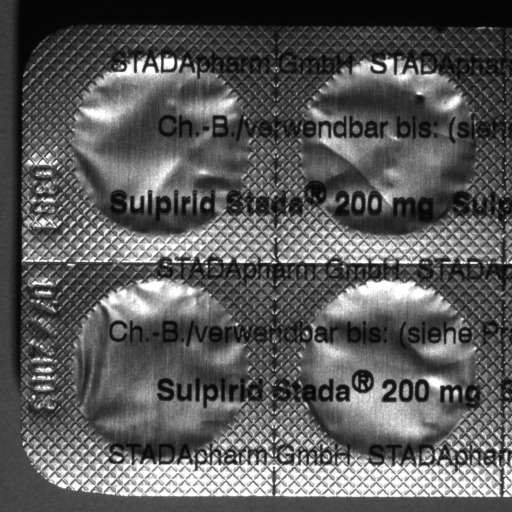 STADApharm GmbH STADAphar
Ch.-B./verwendbar bis: (siehe
Sulpirid Stada® 200 mg Sulp
STADApharm GmbH STADAp
Ch.-B./verwendbar bis: (siehe Pr
Sulpirid Stada® 200 mg S
STADApharm GmbH STADAphar